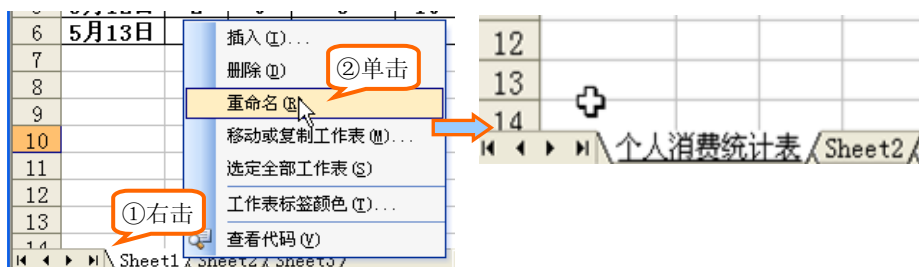 6 5月13日
7
8
9
10
11
12
13
插入(I)...
删除(D)
重命名(R)
移动或复制工作表(M)...
选定全部工作表(S)
工作表标签颜色(T)...
查看代码(V)
②单击
①右击
Sheet1 Sheet2 Sheet3
12
13
14
个人消费统计表 Sheet2